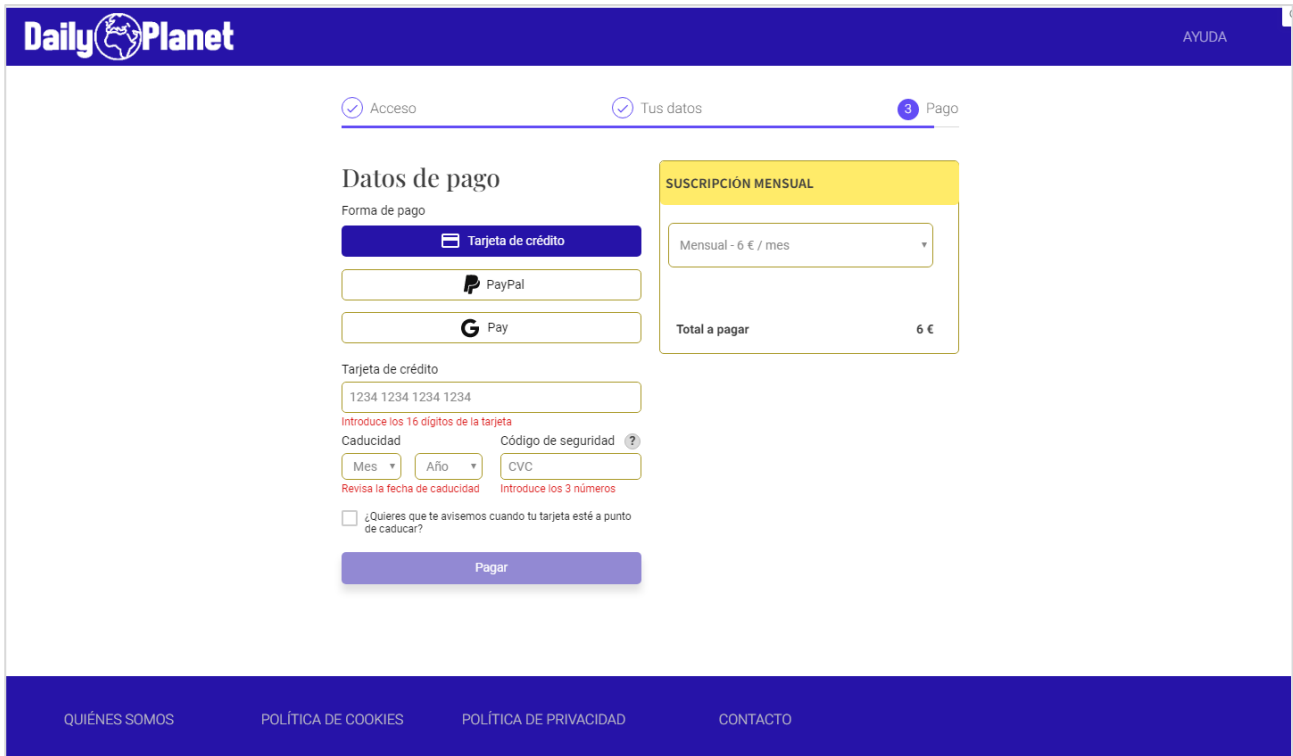 Daily Planet
AYUDA
Acceso
Tus datos
3 Pago
Datos de pago
Forma de pago
Tarjeta de crédito
PayPal
G Pay
Tarjeta de crédito
1234 1234 1234 1234
Introduce los 16 dígitos de la tarjeta
Caducidad
Código de seguridad ?
Mes
Año
CVC
Revisa la fecha de caducidad
Introduce los 3 números
¿Quieres que te avisemos cuando tu tarjeta esté a punto
de caducar?
Pagar
SUSCRIPCIÓN MENSUAL
Mensual - 6 € / mes
Total a pagar 6 €
QUIÉNES SOMOS
POLÍTICA DE COOKIES
POLÍTICA DE PRIVACIDAD
CONTACTO